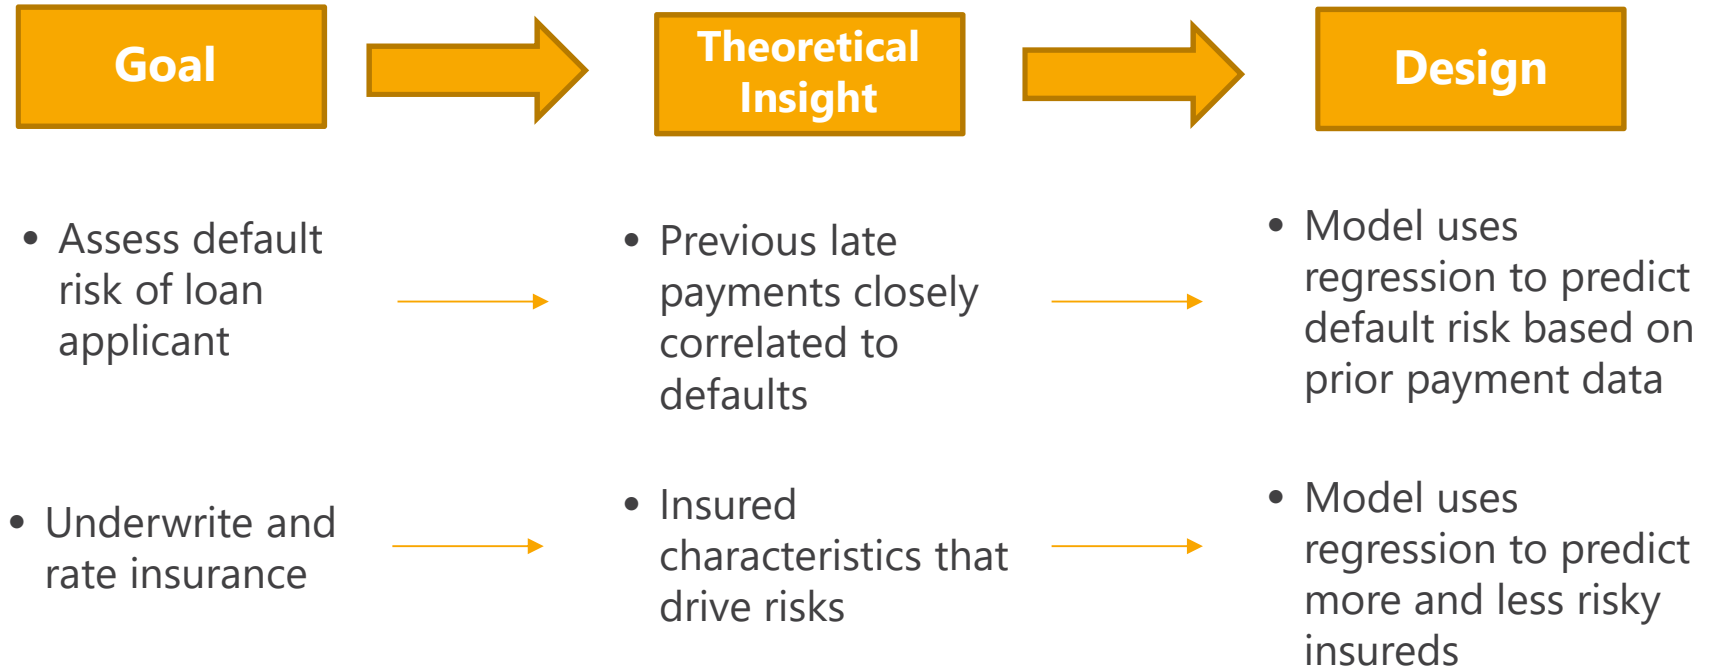 Goal
Theoretical
Insight
Design
• Assess default
risk of loan
applicant
• Previous late
payments closely
correlated to
defaults
• Model uses
regression to predict
default risk based on
prior payment data
• Underwrite and
rate insurance
• Insured
characteristics that
drive risks
• Model uses
regression to predict
more and less risky
insureds